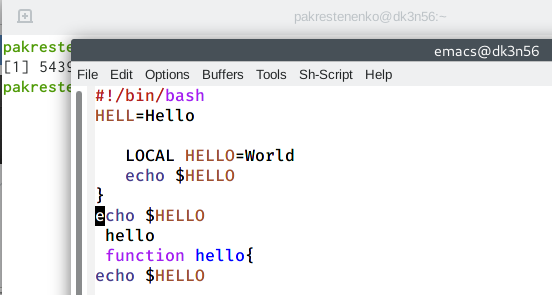 pakrestenenko@dk3n56:~
pakreste
[1] 5439
pakreste
emacs@dk3n56
File Edit Options Buffers Tools Sh-Script Help
#!/bin/bash
HELL=Hello
LOCAL HELLO=World
echo $HELLO
}
echo $HELLO
hello
function hello{
echo $HELLO